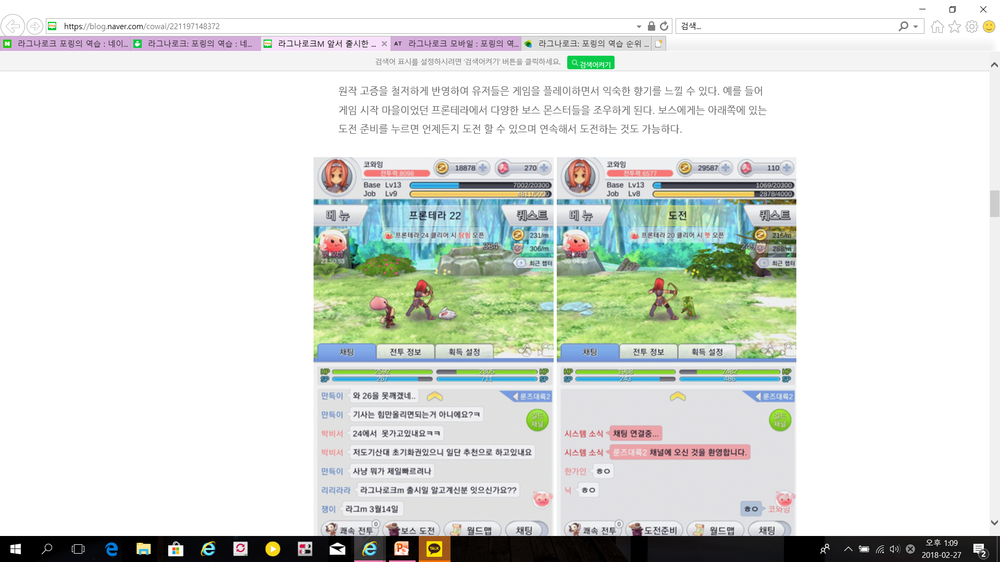 https://blog.naver.com/cowai/221197148372
검색...
라그나로크 포링의 역습 : 네이...
라그나로크: 포링의 역습 : 네...
라그나로크M 앞서 출시한 ...
AT 라그나로크 모바일 : 포링의 역...
라그나로크: 포링의 역습 순위 ...
검색어 표시를 설정하시려면 '검색어켜기' 버튼을 클릭하세요.
검색어켜기
원작 고증을 철저하게 반영하여 유저들은 게임을 플레이하면서 익숙한 향기를 느낄 수 있다. 예를 들어
게임 시작 마을이었던 프론테라에서 다양한 보스 몬스터들을 조우하게 된다. 보스에게는 아래쪽에 있는
도전 준비를 누르면 언제든지 도전 할 수 있으며 연속해서 도전하는 것도 가능하다.
코와잉
전투력:8098
18878
270
Base Lv13
7002/20300
Job Lv9
4811/5000
메 뉴
프론테라 22
퀘스트
프론테라 24 클리어 시 탐험 오픈
231/m
384
306/m
펫 보상
23:50:53
최근 챕터
채팅
전투 정보
획득 설정
HP 2592
2805 HP
SP 267
711 SP
만득이 와 26을 못깨겠네..
룬즈대륙2
만득이 기사는 힘만올리면되는거 아니에요?ㅋ
길드
채널
박비서 24에서 못가고있내요ㅋㅋ
박비서 저도기산대 초기화권있으니 일단 추천으로 하고있내요
만득이 사냥 뭐가 제일빠르려나
리리라라 라그나로크m 출시일 알고계신분 잇으신가요??
쟁이 라그m 3월14일
0
쾌속 전투
보스 도전
월드맵
채팅
코와잉
전투력:6577
29587
110
Base Lv13
1069/20300
Job Lv8
2878/4000
메 뉴
도전
퀘스트
프론테라 20 클리어 시 펫 오픈
216/m
249
288/m
펫 보상
00:04:30
최근 챕터
채팅
전투 정보
획득 설정
HP 1968
2482 HP
SP 243
486 SP
룬즈대륙2
길드
채널
시스템 소식 채팅 연결중...
시스템 소식 룬즈대륙2 채널에 오신 것을 환영합니다.
한가인 ㅎㅇ
닉 ㅎㅇ
ㅎㅇ 코와잉
0
쾌속 전투
도전준비
월드맵
채팅
TALK
오후 1:09
2018-02-27
2